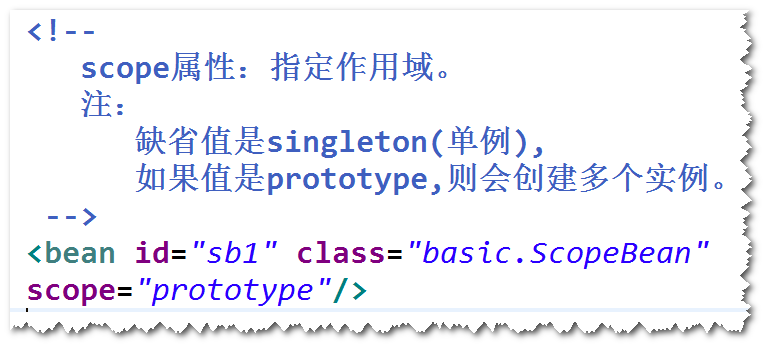 <!--
scope属性：指定作用域。
注：
缺省值是singleton(单例),
如果值是prototype,则会创建多个实例。
-->
<bean id="sb1" class="basic.ScopeBean"
scope="prototype"/>